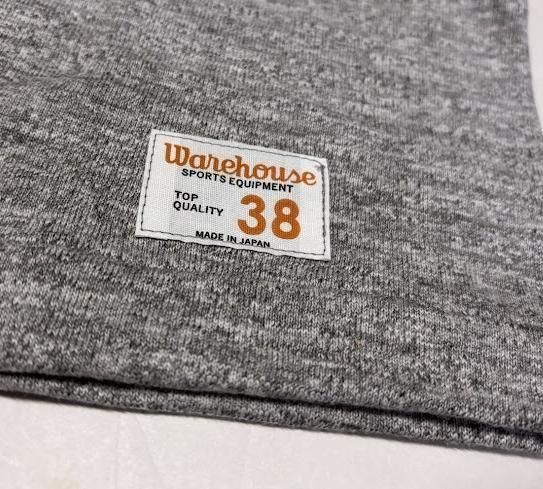 Warehouse
SPORTS EQUIPMENT
TOP
QUALITY
38
MADE IN JAPAN